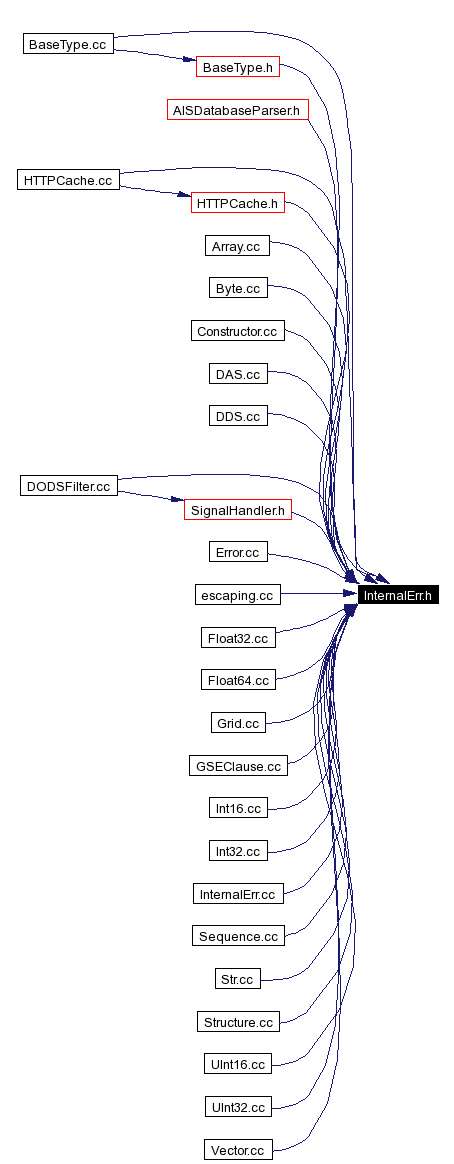 BaseType.cc
BaseType.h
AISDatabaseParser.h
HTTPCache.cc
HTTPCache.h
Array.cc
Byte.cc
Constructor.cc
DAS.cc
DDS.cc
DODSFilter.cc
SignalHandler.h
Error.cc
escaping.cc
InternalErr.h
Float32.cc
Float64.cc
Grid.cc
GSEClause.cc
Int16.cc
Int32.cc
InternalErr.cc
Sequence.cc
Str.cc
Structure.cc
UInt16.cc
UInt32.cc
Vector.cc